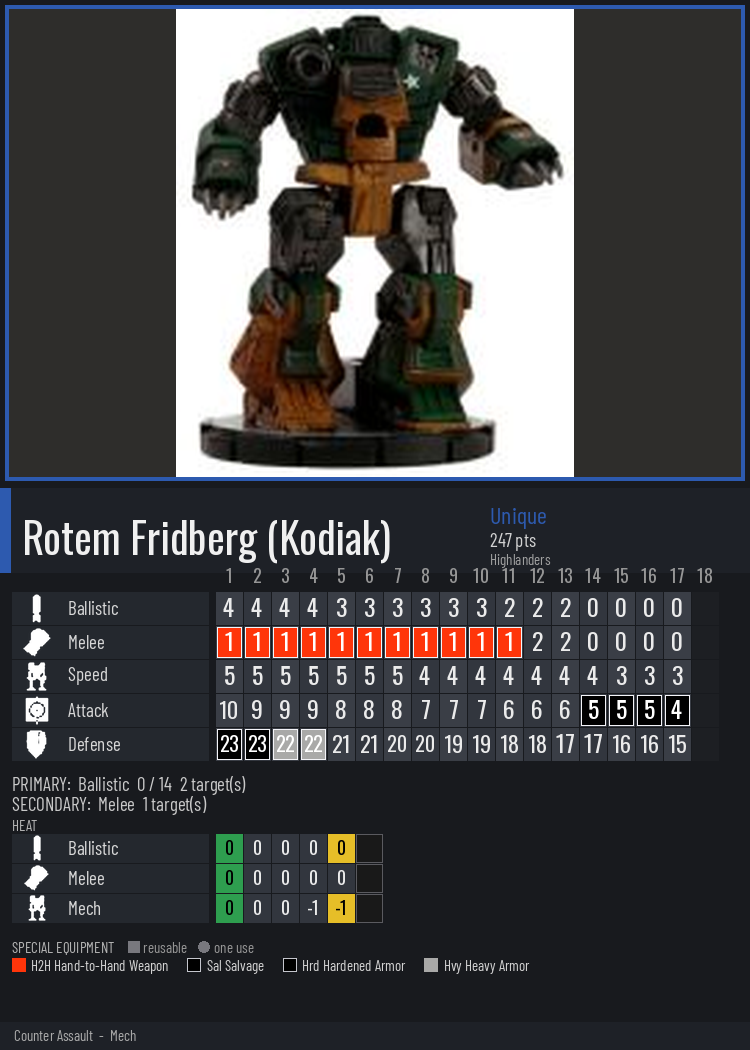 Rotem Fridberg (Kodiak)
Unique
247 pts
Highlanders
1 2 3 4 5 6 7 8 9 10 11 12 13 14 15 16 17 18
Ballistic 4 4 4 4 3 3 3 3 3 3 2 2 2 0 0 0 0
Melee 1 1 1 1 1 1 1 1 1 1 1 2 2 0 0 0 0
Speed 5 5 5 5 5 5 5 4 4 4 4 4 4 4 3 3 3
Attack 10 9 9 9 8 8 8 7 7 7 6 6 6 5 5 5 4
Defense 23 23 22 22 21 21 20 20 19 19 18 18 17 17 16 16 15
PRIMARY: Ballistic 0 / 14 2 target(s)
SECONDARY: Melee 1 target(s)
HEAT
Ballistic 0 0 0 0 0
Melee 0 0 0 0 0
Mech 0 0 0 -1 -1
SPECIAL EQUIPMENT reusable one use
H2H Hand-to-Hand Weapon Sal Salvage Hrd Hardened Armor Hvy Heavy Armor
Counter Assault - Mech